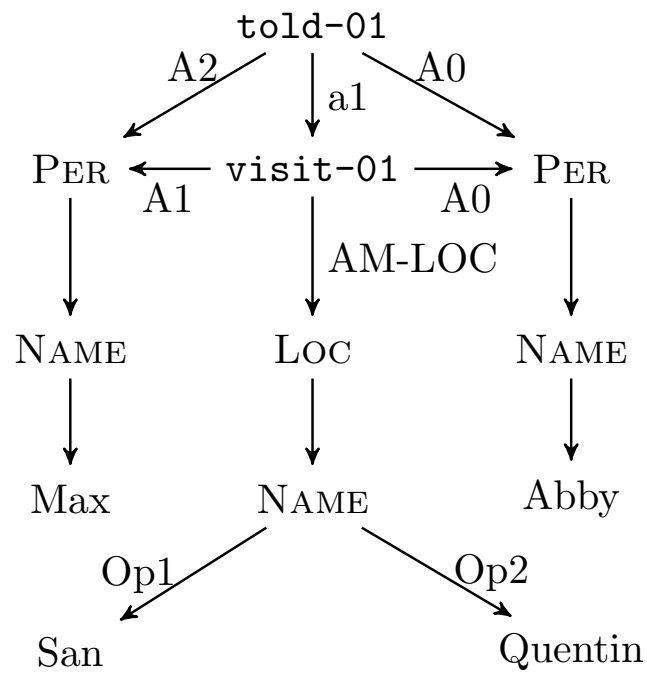 told-01
A2 A0
a1
PER visit-01 PER
A1 A0
AM-LOC
NAME LOC NAME
Max NAME Abby
Op1 Op2
San Quentin